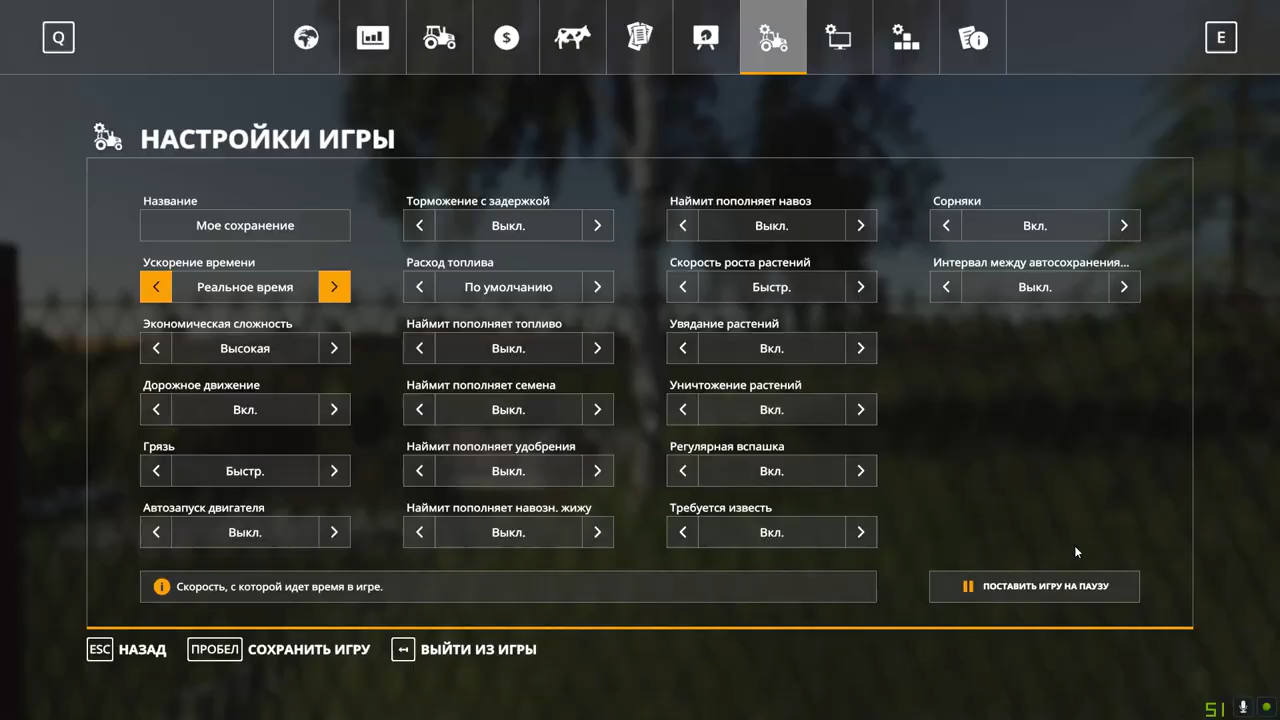 Q
E
НАСТРОЙКИ ИГРЫ
Название
Мое сохранение
Ускорение времени
Реальное время
Экономическая сложность
Высокая
Дорожное движение
Вкл.
Грязь
Быстр.
Автозапуск двигателя
Выкл.
Торможение с задержкой
Выкл.
Расход топлива
По умолчанию
Наймит пополняет топливо
Выкл.
Наймит пополняет семена
Выкл.
Наймит пополняет удобрения
Выкл.
Наймит пополняет навозн. жижу
Выкл.
Наймит пополняет навоз
Выкл.
Скорость роста растений
Быстр.
Увядание растений
Вкл.
Уничтожение растений
Вкл.
Регулярная вспашка
Вкл.
Требуется известь
Вкл.
Сорняки
Вкл.
Интервал между автосохранения...
Выкл.
Скорость, с которой идет время в игре.
ПОСТАВИТЬ ИГРУ НА ПАУЗУ
ESC НАЗАД ПРОБЕЛ СОХРАНИТЬ ИГРУ ВЫЙТИ ИЗ ИГРЫ
51